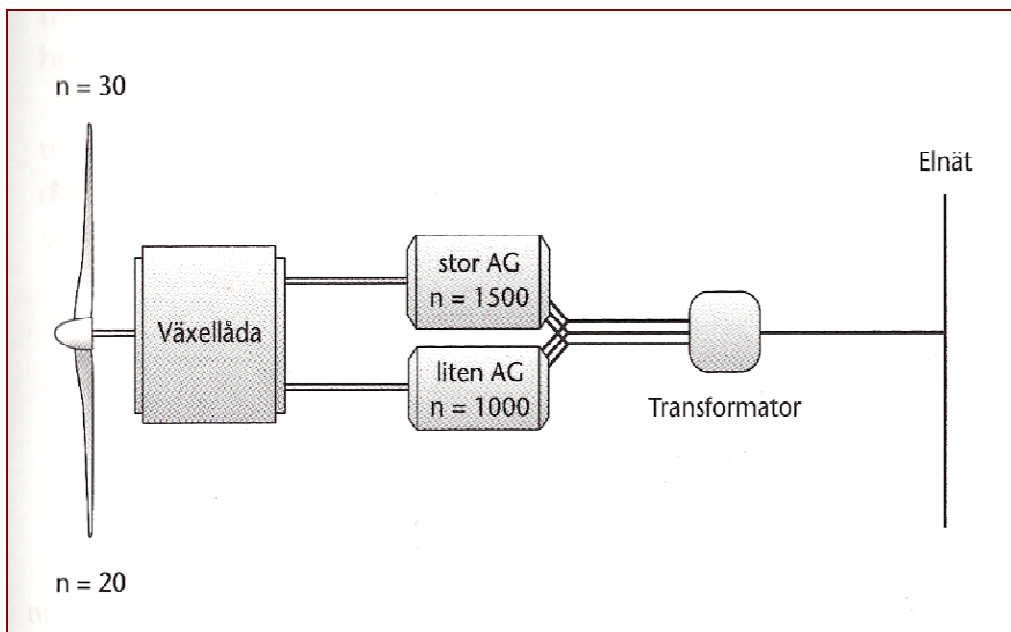 n = 30
Elnät
stor AG
n = 1500
Växellåda
liten AG
n = 1000
Transformator
n = 20